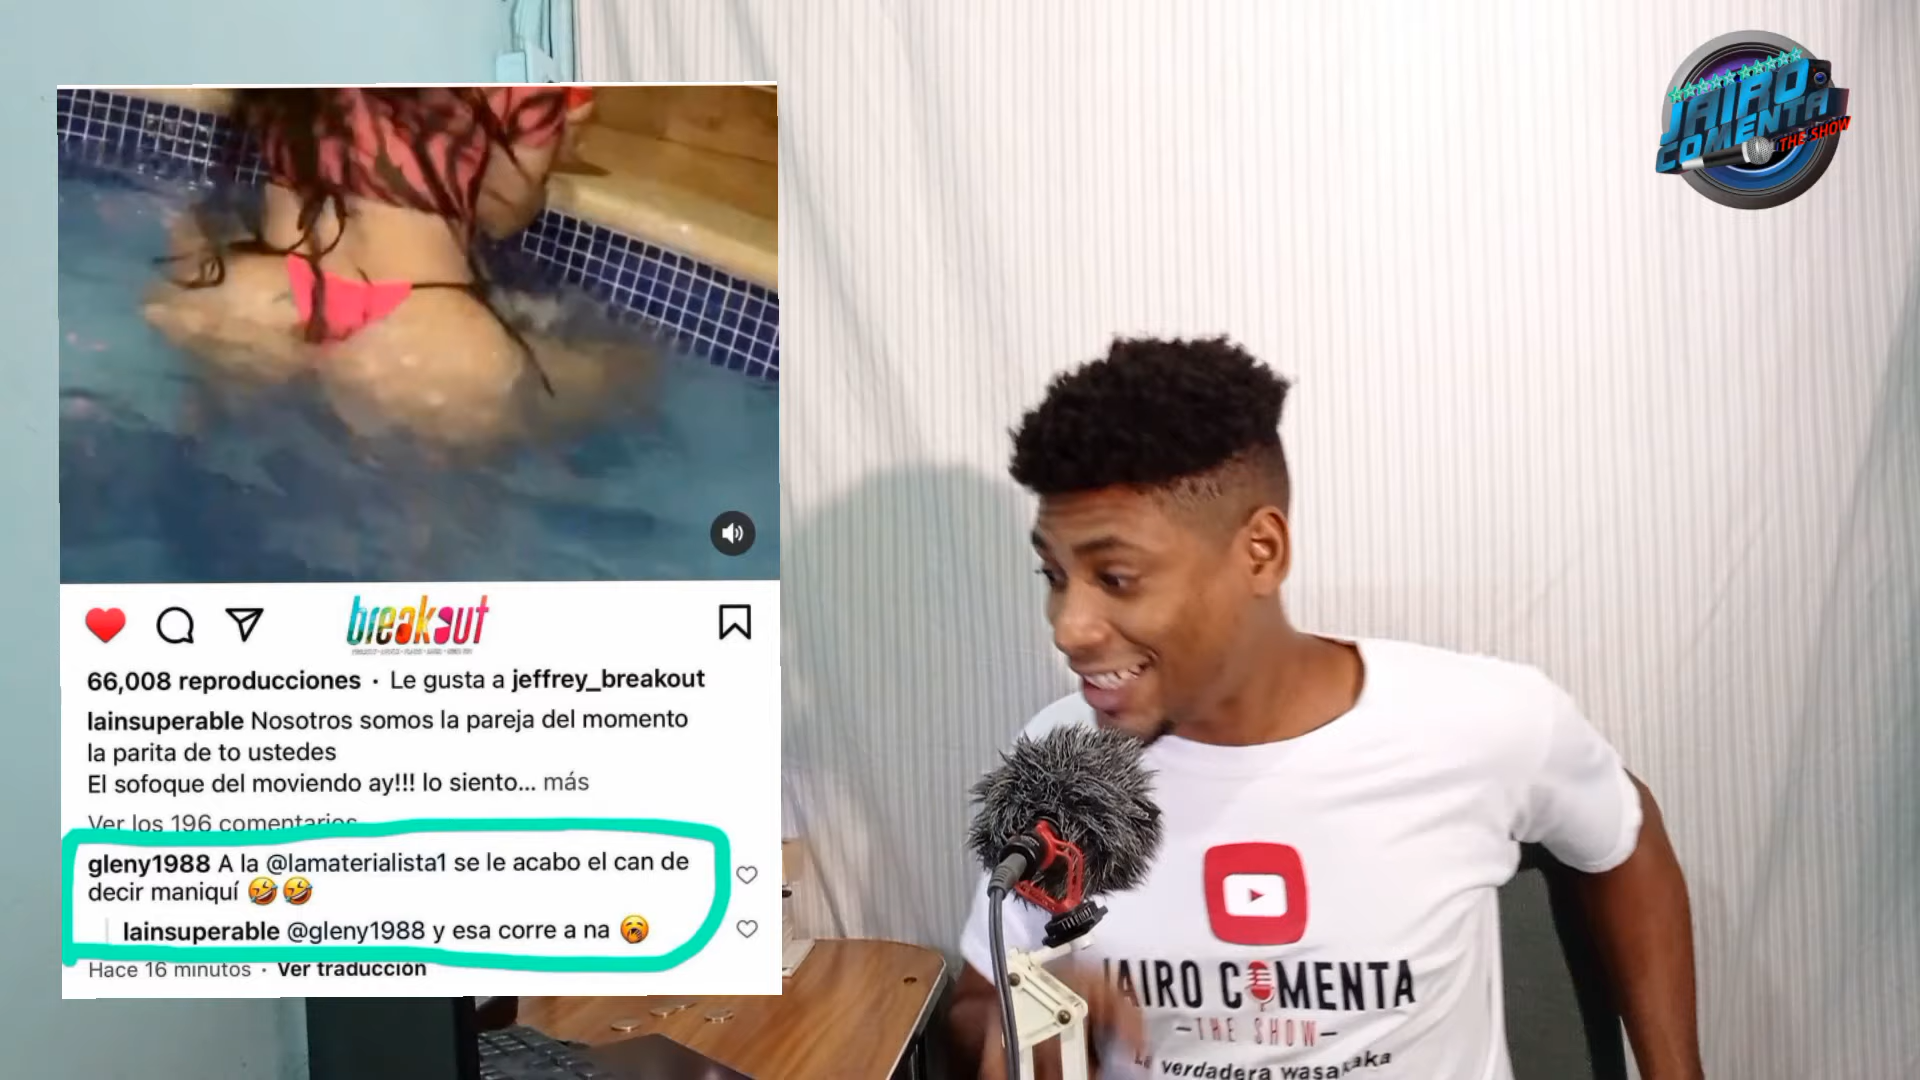 JAIRO
COMENTA
THE SHOW
breakout
66,008 reproducciones · Le gusta a jeffrey_breakout
lainsuperable Nosotros somos la pareja del momento
la parita de to ustedes
El sofoque del moviendo ay!!! lo siento... más
Ver los 196 comentarios
gleny1988 A la @lamaterialista1 se le acabo el can de
decir maniquí 🤣🤣
lainsuperable @gleny1988 y esa corre a na 🥱
Hace 16 minutos · Ver traducción
JAIRO COMENTA
-THE SHOW-
La verdadera wasakaka